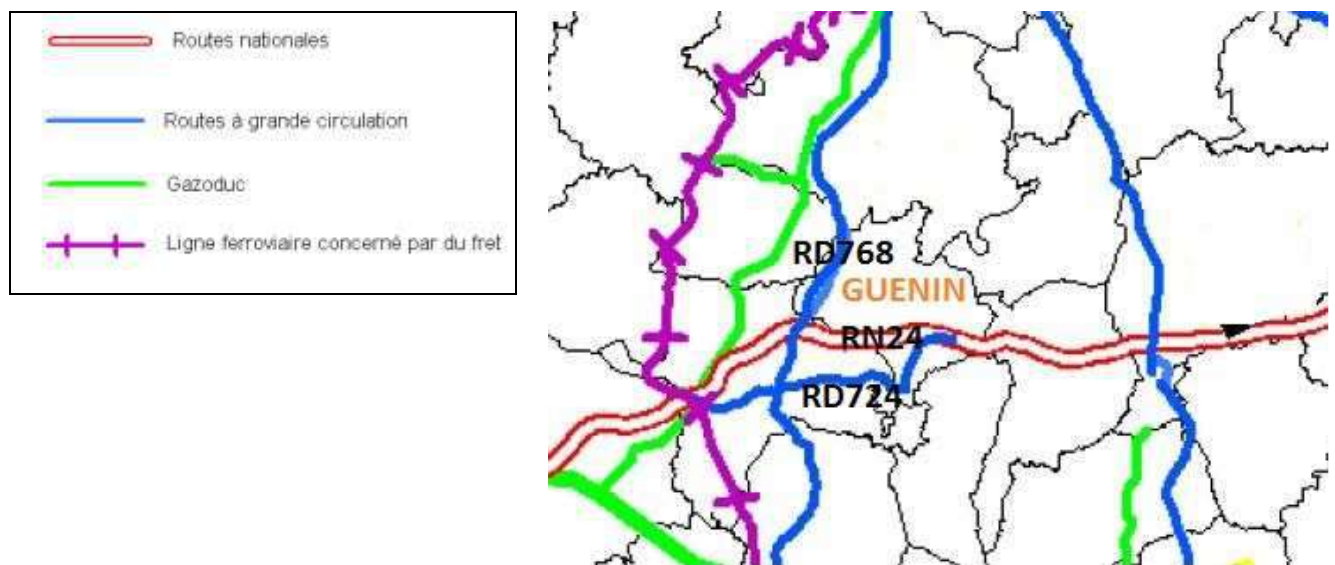 Routes nationales
Routes à grande circulation
Gazoduc
Ligne ferroviaire concerné par du fret
RD768
GUENIN
RN24
RD724